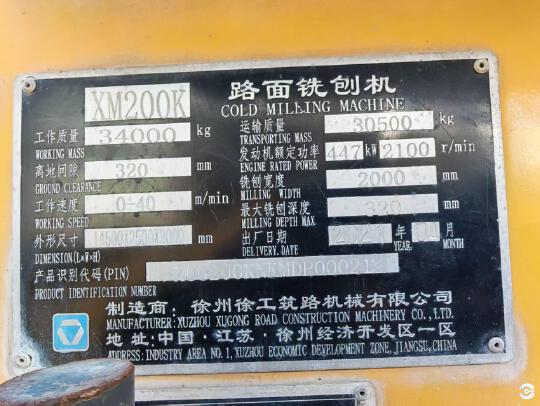 XM200K 路面铣刨机
COLD MILLING MACHINE
工作质量 34000 kg
WORKING MASS
运输质量 30500 kg
TRANSPORTING MASS
离地间隙 320 mm
GROUND CLEARANCE
发动机额定功率 447 kW 2100 r/min
ENGINE RATED POWER
工作速度 0-40 m/min
WORKING SPEED
铣刨宽度 2000 mm
MILLING WIDTH
外形尺寸 14500X2500X3000 mm
DIMENSION(L×W×H)
最大铣刨深度 320 mm
MILLING DEPTH MAX
出厂日期 年 月
DELIVERY DATE YEAR MONTH
产品识别代码(PIN)
PRODUCT IDENTIFICATION NUMBER
制造商: 徐州徐工筑路机械有限公司
MANUFACTURER:XUZHOU XUGONG ROAD CONSTRUCTION MACHINERY CO.,LTD.
地 址:中国·江苏·徐州经济开发区一区
ADDRESS:INDUSTRY AREA NO.1,XUZHOU ECONOMIC DEVELOPMENT ZONE,JIANGSU,CHINA